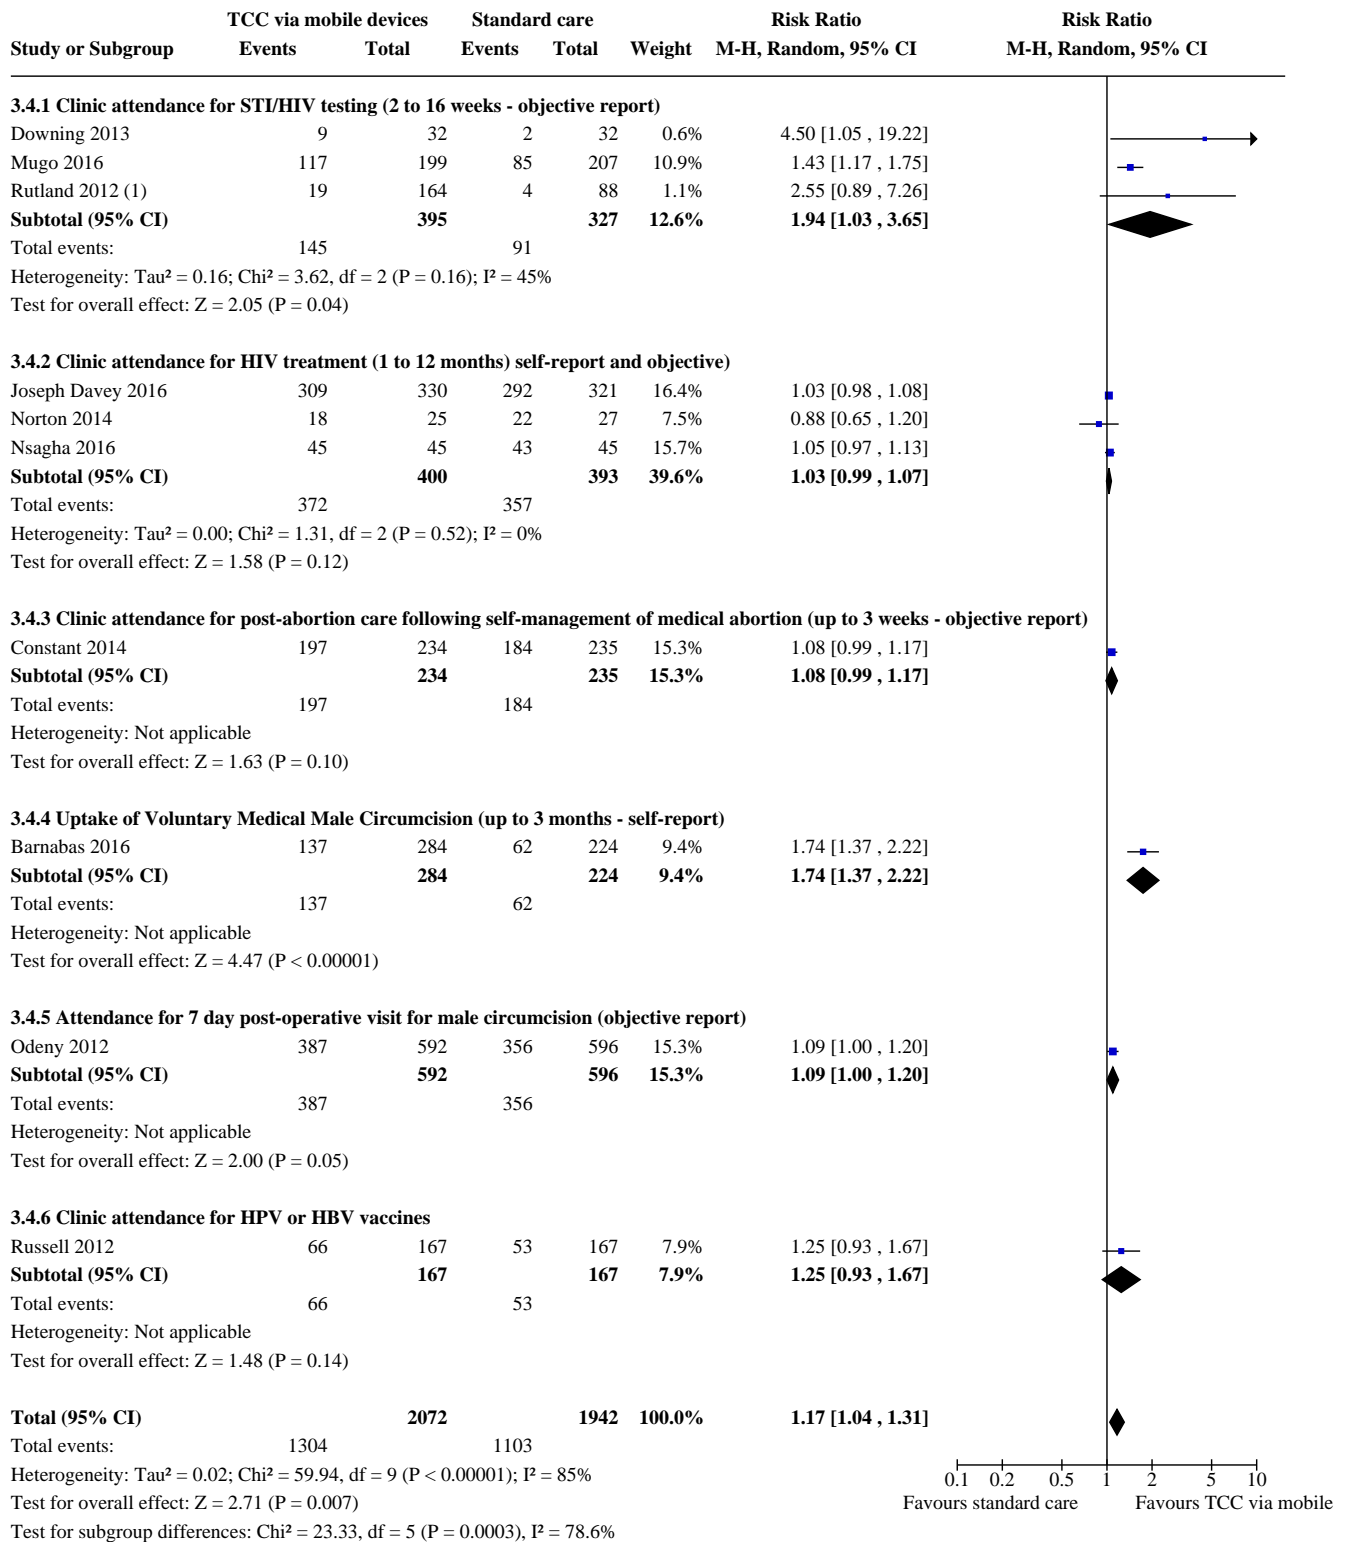 TCC via mobile devices Standard care Risk Ratio Risk Ratio
Study or Subgroup Events Total Events Total Weight M-H, Random, 95% CI M-H, Random, 95% CI
3.4.1 Clinic attendance for STI/HIV testing (2 to 16 weeks - objective report)
Downing 2013 9 32 2 32 0.6% 4.50 [1.05 , 19.22]
Mugo 2016 117 199 85 207 10.9% 1.43 [1.17 , 1.75]
Rutland 2012 (1) 19 164 4 88 1.1% 2.55 [0.89 , 7.26]
Subtotal (95% CI) 395 327 12.6% 1.94 [1.03 , 3.65]
Total events: 145 91
Heterogeneity: Tau² = 0.16; Chi² = 3.62, df = 2 (P = 0.16); I² = 45%
Test for overall effect: Z = 2.05 (P = 0.04)
3.4.2 Clinic attendance for HIV treatment (1 to 12 months) self-report and objective)
Joseph Davey 2016 309 330 292 321 16.4% 1.03 [0.98 , 1.08]
Norton 2014 18 25 22 27 7.5% 0.88 [0.65 , 1.20]
Nsagha 2016 45 45 43 45 15.7% 1.05 [0.97 , 1.13]
Subtotal (95% CI) 400 393 39.6% 1.03 [0.99 , 1.07]
Total events: 372 357
Heterogeneity: Tau² = 0.00; Chi² = 1.31, df = 2 (P = 0.52); I² = 0%
Test for overall effect: Z = 1.58 (P = 0.12)
3.4.3 Clinic attendance for post-abortion care following self-management of medical abortion (up to 3 weeks - objective report)
Constant 2014 197 234 184 235 15.3% 1.08 [0.99 , 1.17]
Subtotal (95% CI) 234 235 15.3% 1.08 [0.99 , 1.17]
Total events: 197 184
Heterogeneity: Not applicable
Test for overall effect: Z = 1.63 (P = 0.10)
3.4.4 Uptake of Voluntary Medical Male Circumcision (up to 3 months - self-report)
Barnabas 2016 137 284 62 224 9.4% 1.74 [1.37 , 2.22]
Subtotal (95% CI) 284 224 9.4% 1.74 [1.37 , 2.22]
Total events: 137 62
Heterogeneity: Not applicable
Test for overall effect: Z = 4.47 (P < 0.00001)
3.4.5 Attendance for 7 day post-operative visit for male circumcision (objective report)
Odeny 2012 387 592 356 596 15.3% 1.09 [1.00 , 1.20]
Subtotal (95% CI) 592 596 15.3% 1.09 [1.00 , 1.20]
Total events: 387 356
Heterogeneity: Not applicable
Test for overall effect: Z = 2.00 (P = 0.05)
3.4.6 Clinic attendance for HPV or HBV vaccines
Russell 2012 66 167 53 167 7.9% 1.25 [0.93 , 1.67]
Subtotal (95% CI) 167 167 7.9% 1.25 [0.93 , 1.67]
Total events: 66 53
Heterogeneity: Not applicable
Test for overall effect: Z = 1.48 (P = 0.14)
Total (95% CI) 2072 1942 100.0% 1.17 [1.04 , 1.31]
Total events: 1304 1103
Heterogeneity: Tau² = 0.02; Chi² = 59.94, df = 9 (P < 0.00001); I² = 85%
0.1 0.2 0.5 1 2 5 10
Test for overall effect: Z = 2.71 (P = 0.007)
Favours standard care Favours TCC via mobile
Test for subgroup differences: Chi² = 23.33, df = 5 (P = 0.0003), I² = 78.6%